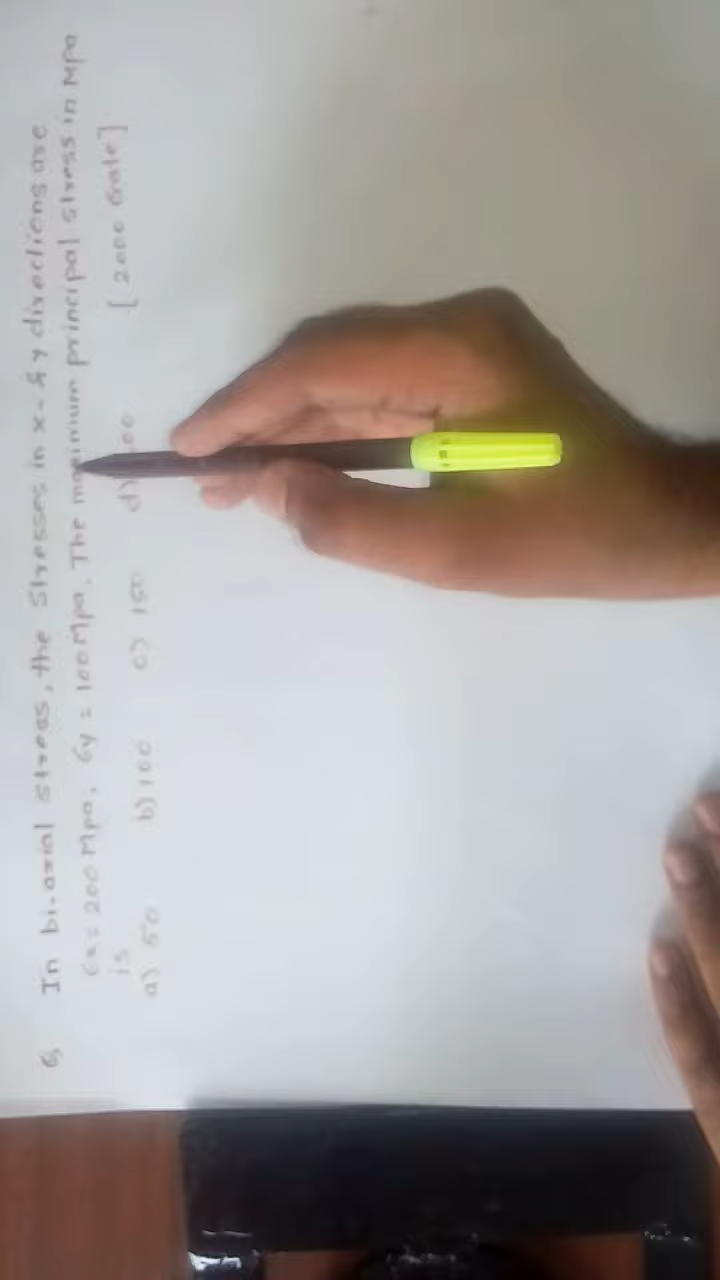 6, In bi-axial stress, the stresses in x- & y directions are
σx = 200 Mpa, σy = 100 Mpa. The maximum principal stress in Mpa
is [2000 Gate]
a) 50 b) 100 c) 150 d)